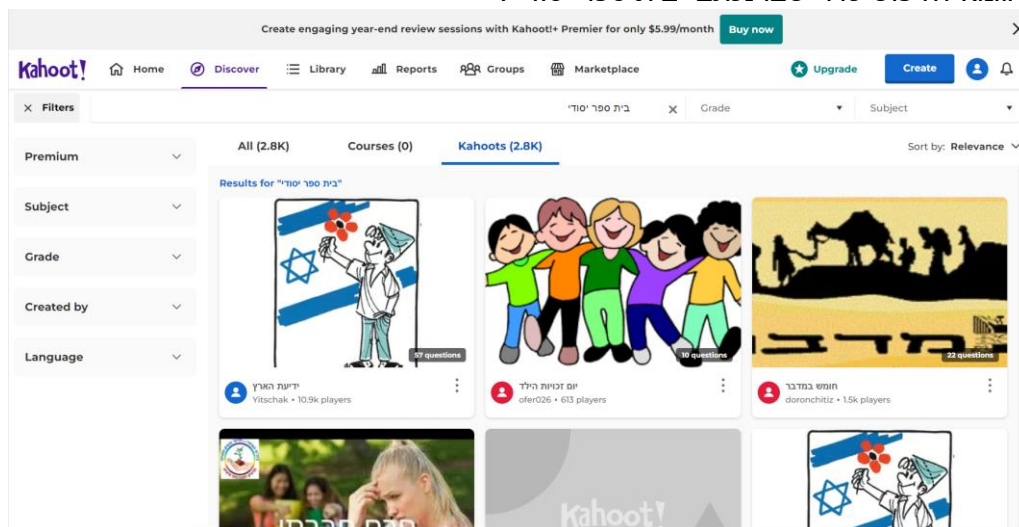 Create engaging year-end review sessions with Kahoot!+ Premier for only $5.99/month Buy now
Kahoot! Home Discover Library Reports Groups Marketplace Upgrade Create
Filters בית ספר יסודי Grade Subject
Premium
Subject
Grade
Created by
Language
All (2.8K) Courses (0) Kahoots (2.8K) Sort by: Relevance
Results for "בית ספר יסודי"
57 questions
ידיעת הארץ
Yitschak • 10.9k players
10 questions
יום זכויות הילד
ofer026 • 613 players
במדבר
22 questions
חומש במדבר
doronchitiz • 1.5k players
Kahoot!